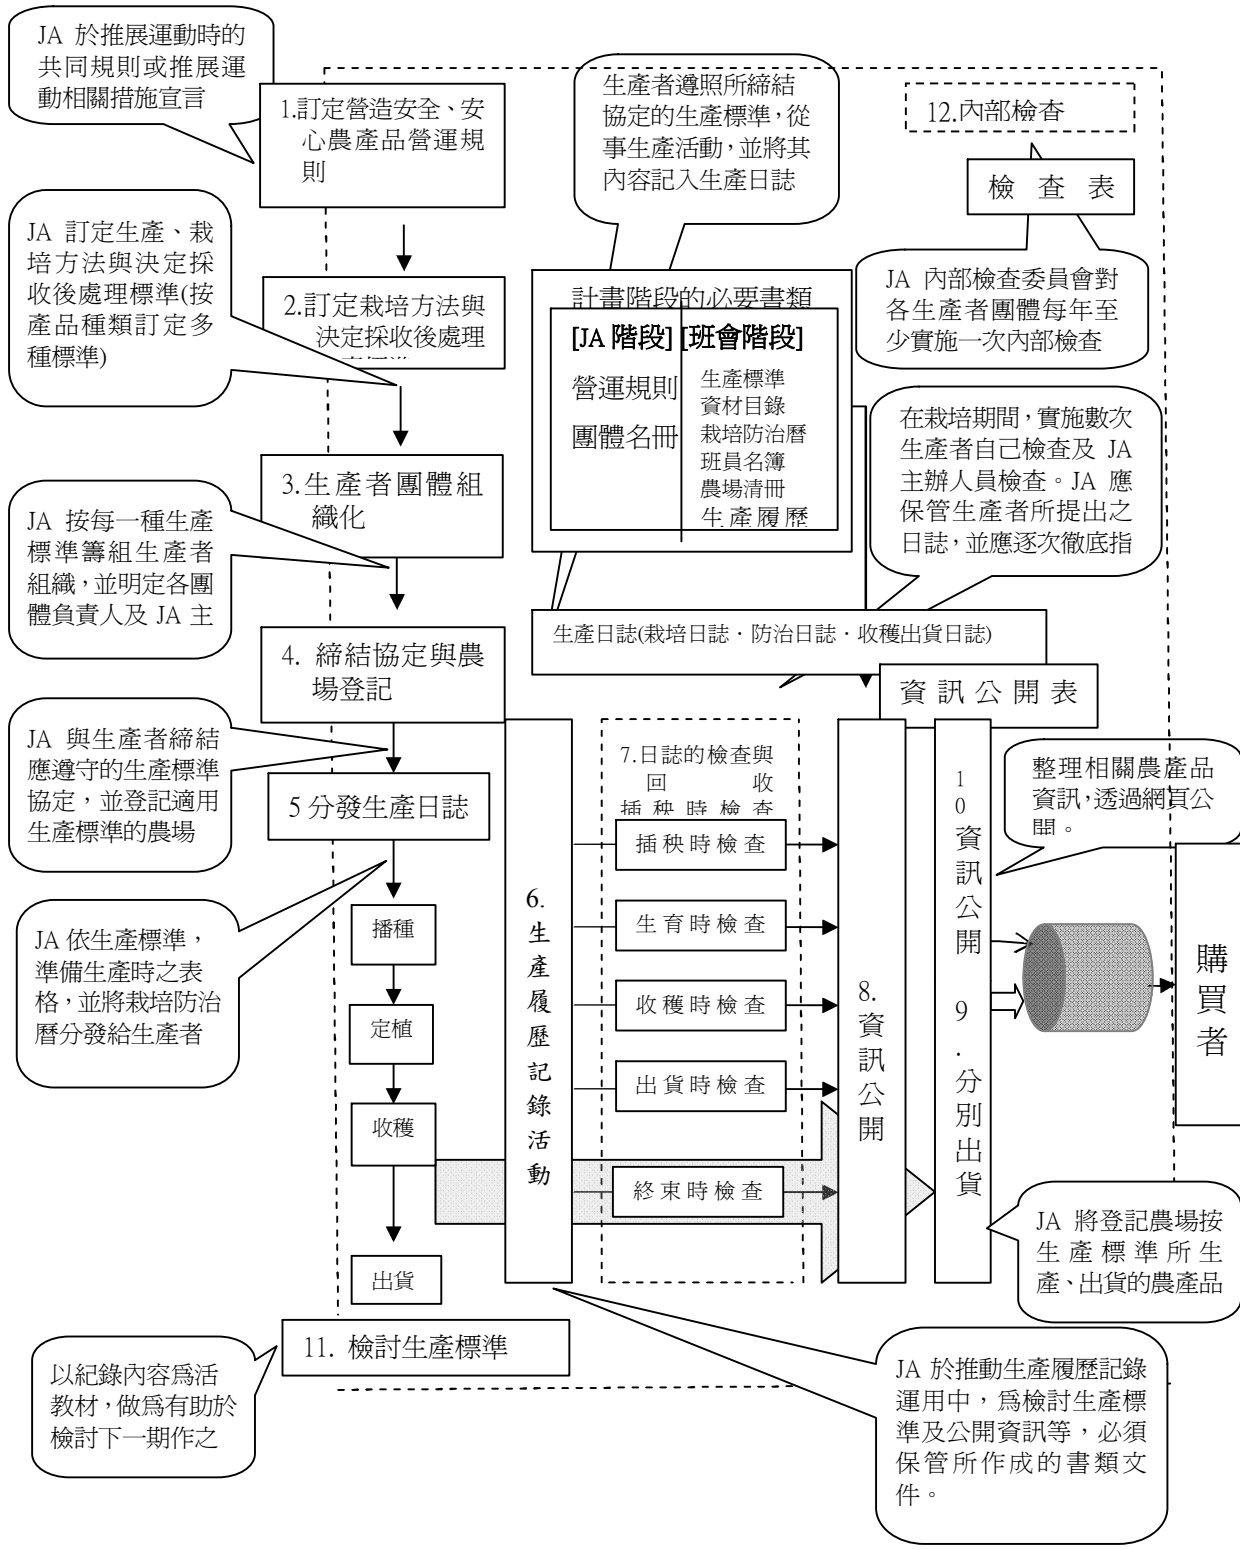 JA 於推展運動時的
共同規則或推展運
動相關措施宣言
1.訂定營造安全、安
心農產品營運規
則
生產者遵照所締結
協定的生產標準，從
事生產活動，並將其
內容記入生產日誌
12.內部檢查
檢查表
JA 內部檢查委員會對
各生產者團體每年至
少實施一次內部檢查
JA 訂定生產、栽
培方法與決定採
收後處理標準(按
產品種類訂定多
種標準)
2.訂定栽培方法與
決定採收後處理
計畫階段的必要書類
[JA 階段]
[班會階段]
營運規則
團體名冊
生產標準
資材目錄
栽培防治曆
班員名簿
農場清冊
生產履歷
在栽培期間，實施數次
生產者自己檢查及 JA
主辦人員檢查。JA 應
保管生產者所提出之
日誌，並應逐次徹底指
3.生產者團體組
織化
JA 按每一種生產
標準籌組生產者
組織，並明定各團
體負責人及 JA 主
生產日誌(栽培日誌‧防治日誌‧收穫出貨日誌)
資訊公開表
4. 締結協定與農
場登記
JA 與生產者締結
應遵守的生產標準
協定，並登記適用
生產標準的農場
5 分發生產日誌
7.日誌的檢查與
回收
插秧時檢查
插秧時檢查
生育時檢查
收穫時檢查
出貨時檢查
終束時檢查
整理相關農產品
資訊，透過網頁公
開。
JA 依生產標準，
準備生產時之表
格，並將栽培防治
曆分發給生產者
播種
定植
收穫
出貨
6.生產履歷記錄活動
8.資訊公開
10資訊公開
9.分別出貨
購買者
JA 將登記農場按
生產標準所生
產、出貨的農產品
11. 檢討生產標準
以紀錄內容為活
教材，做為有助於
檢討下一期作之
JA 於推動生產履歷記錄
運用中，為檢討生產標
準及公開資訊等，必須
保管所作成的書類文
件。